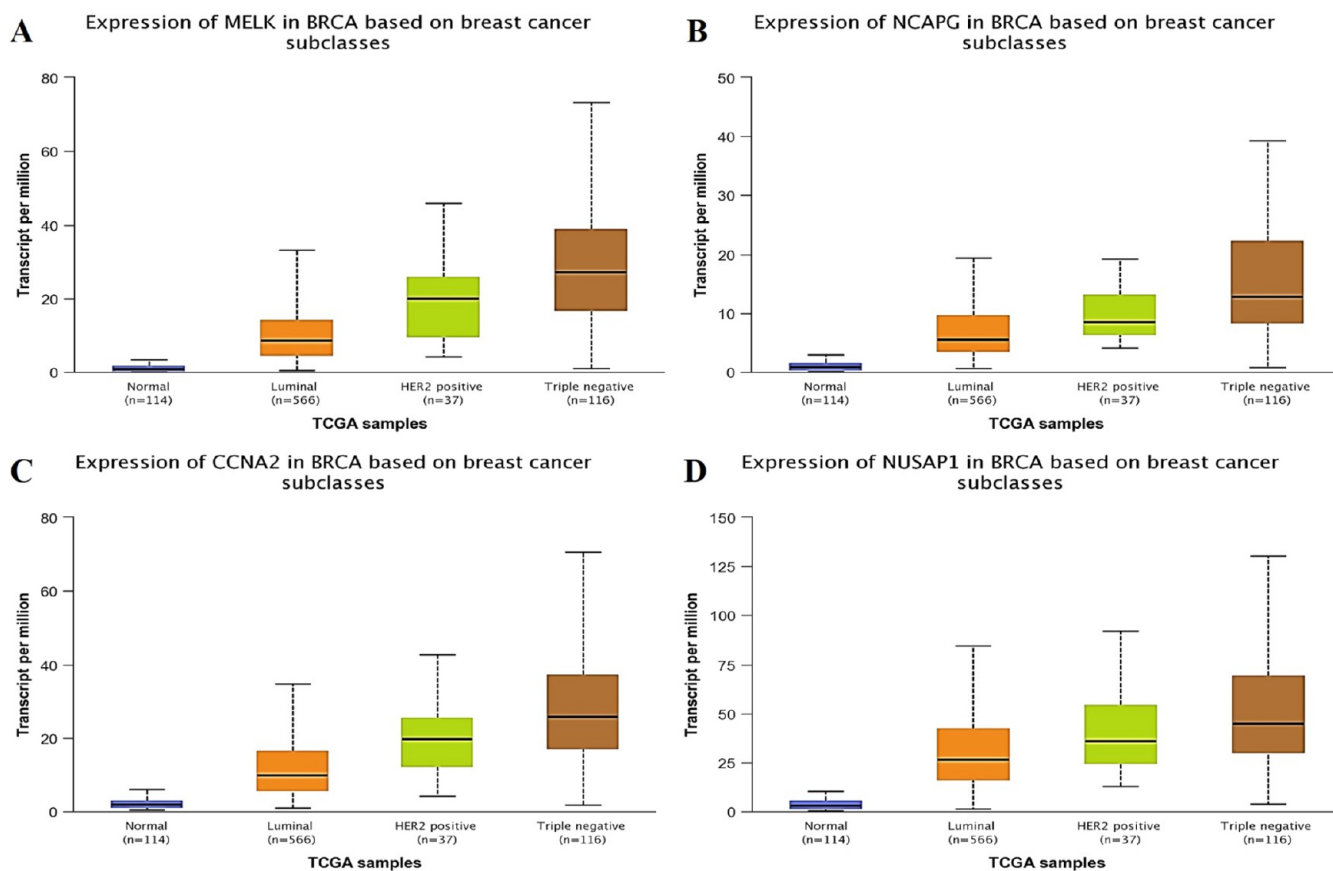 A
Expression of MELK in BRCA based on breast cancer
subclasses
Transcript per million
80
60
40
20
0
Normal
(n=114)
Luminal
(n=566)
HER2 positive
(n=37)
Triple negative
(n=116)
TCGA samples
B
Expression of NCAPG in BRCA based on breast cancer
subclasses
Transcript per million
50
40
30
20
10
0
Normal
(n=114)
Luminal
(n=566)
HER2 positive
(n=37)
Triple negative
(n=116)
TCGA samples
C
Expression of CCNA2 in BRCA based on breast cancer
subclasses
Transcript per million
80
60
40
20
0
Normal
(n=114)
Luminal
(n=566)
HER2 positive
(n=37)
Triple negative
(n=116)
TCGA samples
D
Expression of NUSAP1 in BRCA based on breast cancer
subclasses
Transcript per million
150
125
100
75
50
25
0
Normal
(n=114)
Luminal
(n=566)
HER2 positive
(n=37)
Triple negative
(n=116)
TCGA samples